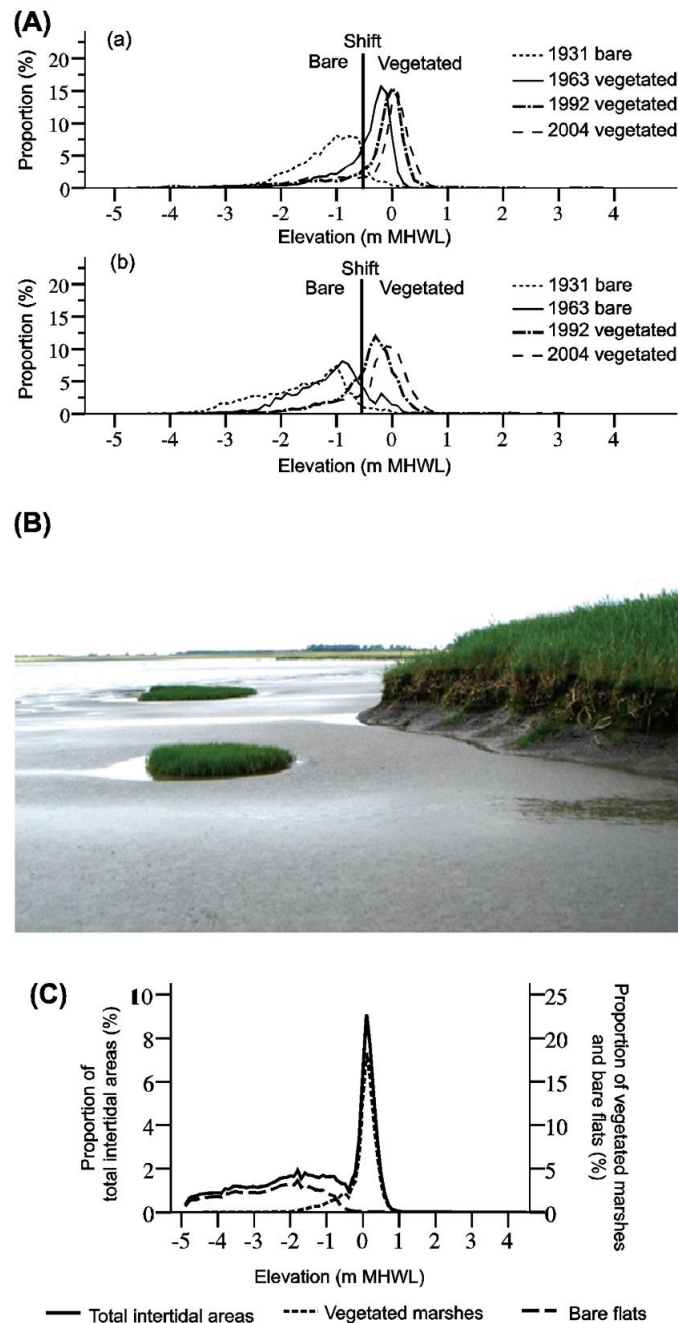 (A)
(a)
Shift
Bare Vegetated
Proportion (%)
20
15
10
5
0
-5 -4 -3 -2 -1 0 1 2 3 4
Elevation (m MHWL)
1931 bare
1963 vegetated
1992 vegetated
2004 vegetated
(b)
Shift
Bare Vegetated
Proportion (%)
20
15
10
5
0
-5 -4 -3 -2 -1 0 1 2 3 4
Elevation (m MHWL)
1931 bare
1963 bare
1992 vegetated
2004 vegetated
(B)
(C)
Proportion of
total intertidal areas (%)
10
8
6
4
2
0
25
20
15
10
5
0
Proportion of vegetated marshes
and bare flats (%)
-5 -4 -3 -2 -1 0 1 2 3 4
Elevation (m MHWL)
Total intertidal areas Vegetated marshes Bare flats